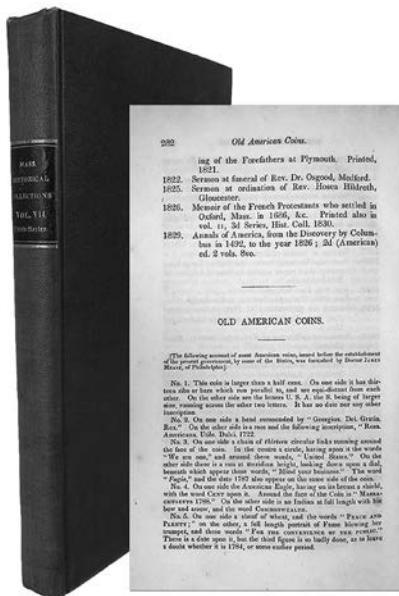 MASS.
HISTORICAL
COLLECTIONS
VOL. VII
282 Old American Coins.
ing of the Forefathers at Plymouth. Printed,
1821.
1822. Sermon at funeral of Rev. Dr. Osgood, Medford.
1825. Sermon at ordination of Rev. Hosea Hildreth,
Gloucester.
1826. Memoir of the French Protestants who settled in
Oxford, Mass. in 1686, &c. Printed also in
vol. II, 3d Series, Hist. Coll. 1830.
1829. Annals of America, from the Discovery by Colum-
bus in 1492, to the year 1826; 2d (American)
ed. 2 vols. 8vo.
OLD AMERICAN COINS.
[The following account of some American coins, issued before the establishment
of the present government, by some of the States, was furnished by Doctor JAMES
MEASE, of Philadelphia.]
No. 1. This coin is larger than a half cent. On one side it has thir-
teen ribs or bars which run parallel to, and are equi-distant from each
other. On the other side are the letters U. S. A. the S. being of larger
size, running across the other two letters. It has no date nor any other
inscription.
No. 2. On one side a head surrounded by "Georgius. Dei. Gratia.
Rex." On the other side is a rose and the following inscription, "Rosa.
Americana. Utile. Dulci. 1722.
No. 3. On one side a chain of thirteen circular links running around
the face of the coin. In the centre a circle, having upon it the words
"We are one," and around these words, "United States." On the
other side there is a sun at meridian height, looking down upon a dial,
beneath which appear these words, "Mind your business." The word
"Fugio," and the date 1787 also appear on the same side of the coin.
No. 4. On one side the American Eagle, having on its breast a shield,
with the word CENT upon it. Around the face of the Coin is "MASSA-
CHUSETTS 1788." On the other side is an Indian at full length with his
bow and arrow, and the word COMMONWEALTH.
No. 5. On one side a sheaf of wheat, and the words "PEACE AND
PLENTY;" on the other, a full length portrait of Fame blowing her
trumpet, and these words "FOR THE CONVENIENCE OF THE PUBLIC."
There is a date upon it, but the third figure is so badly done, as to leave
a doubt whether it is 1784, or some earlier period.